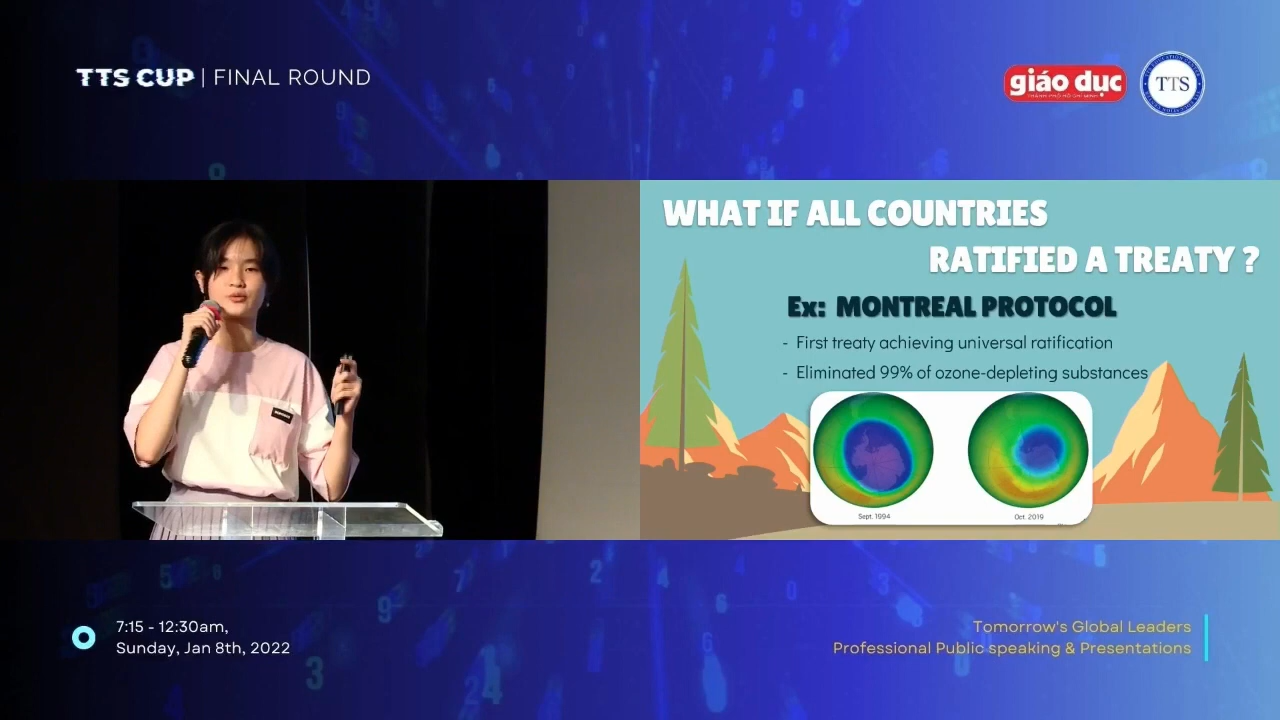 TTS CUP | FINAL ROUND
giáo dục
TTS
WHAT IF ALL COUNTRIES
RATIFIED A TREATY ?
Ex: MONTREAL PROTOCOL
- First treaty achieving universal ratification
- Eliminated 99% of ozone-depleting substances
Sept. 1994
Oct. 2019
7:15 - 12:30am,
Sunday, Jan 8th, 2022
Tomorrow's Global Leaders
Professional Public speaking & Presentations